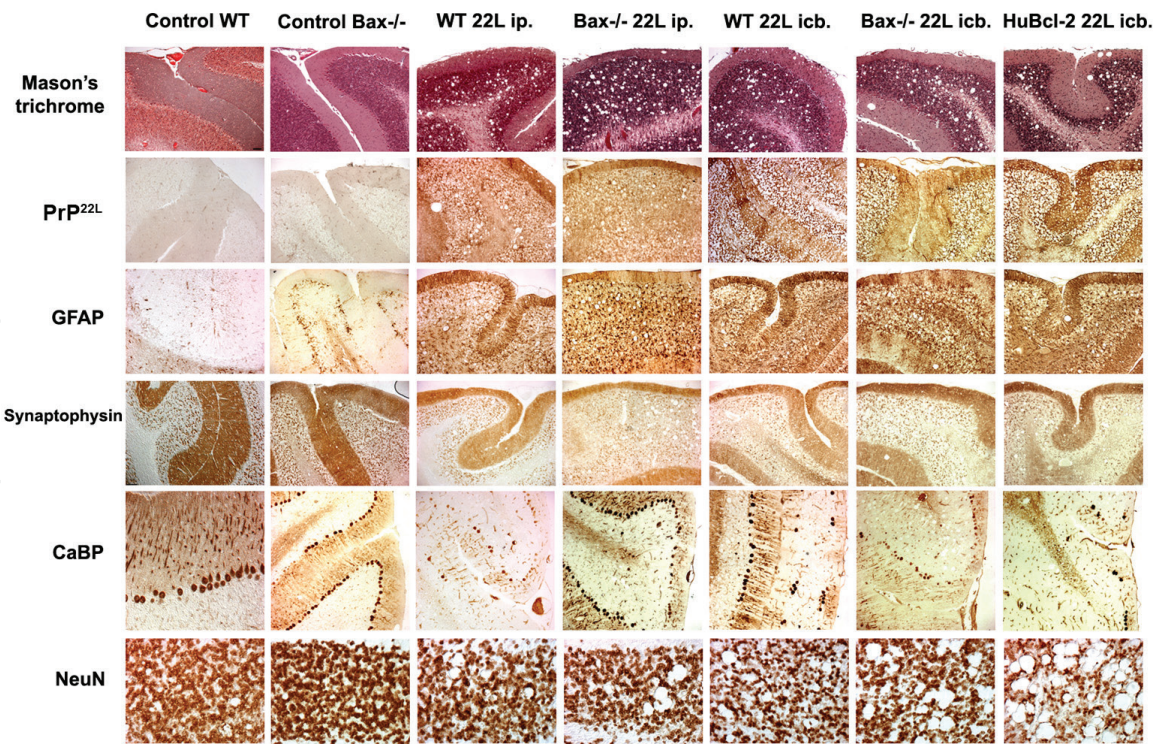 Control WT Control Bax-/- WT 22L ip. Bax-/- 22L ip. WT 22L icb. Bax-/- 22L icb. HuBcl-2 22L icb.
Mason's
trichrome
PrP²²ᴸ
GFAP
Synaptophysin
CaBP
NeuN